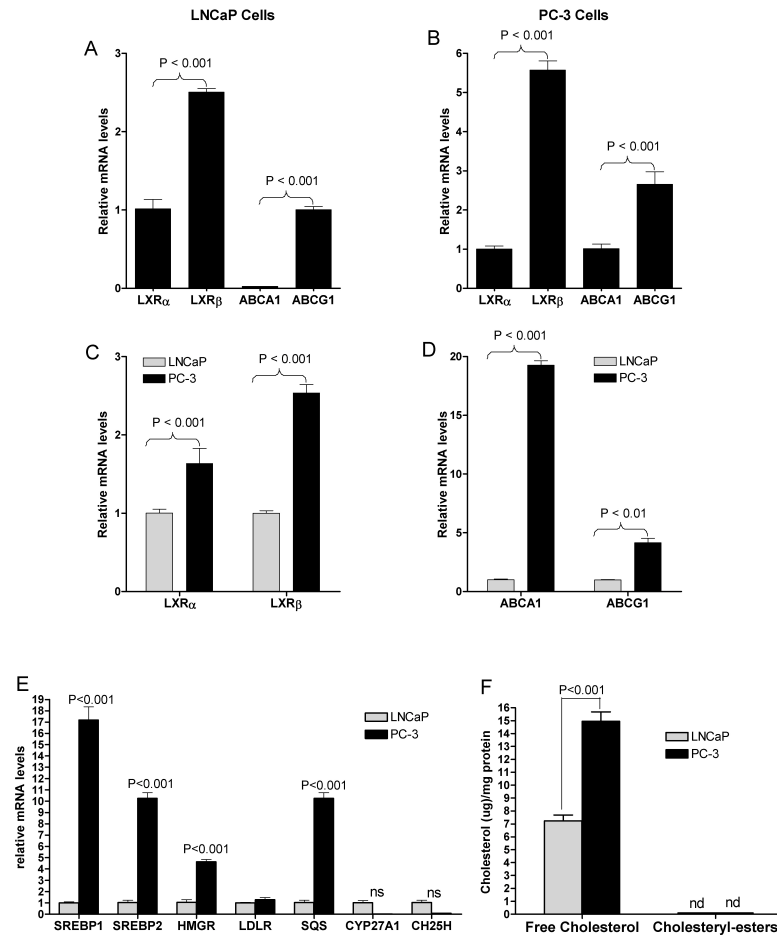 LNCaP Cells
PC-3 Cells
A
Relative mRNA levels
3
2
1
0
P < 0.001
P < 0.001
LXRα LXRβ ABCA1 ABCG1
B
Relative mRNA levels
6
5
4
3
2
1
0
P < 0.001
P < 0.001
LXRα LXRβ ABCA1 ABCG1
C
Relative mRNA levels
3
2
1
0
LNCaP
PC-3
P < 0.001
P < 0.001
LXRα LXRβ
D
Relative mRNA levels
20
15
10
5
0
P < 0.001
LNCaP
PC-3
P < 0.01
ABCA1 ABCG1
E
relative mRNA levels
19
18
17
16
15
14
13
12
11
10
9
8
7
6
5
4
3
2
1
0
P<0.001
P<0.001
P<0.001
P<0.001
ns
ns
LNCaP
PC-3
SREBP1 SREBP2 HMGR LDLR SQS CYP27A1 CH25H
F
Cholesterol (ug)/mg protein
16
15
14
13
12
11
10
9
8
7
6
5
4
3
2
1
0
P<0.001
LNCaP
PC-3
nd nd
Free Cholesterol Cholesteryl-esters